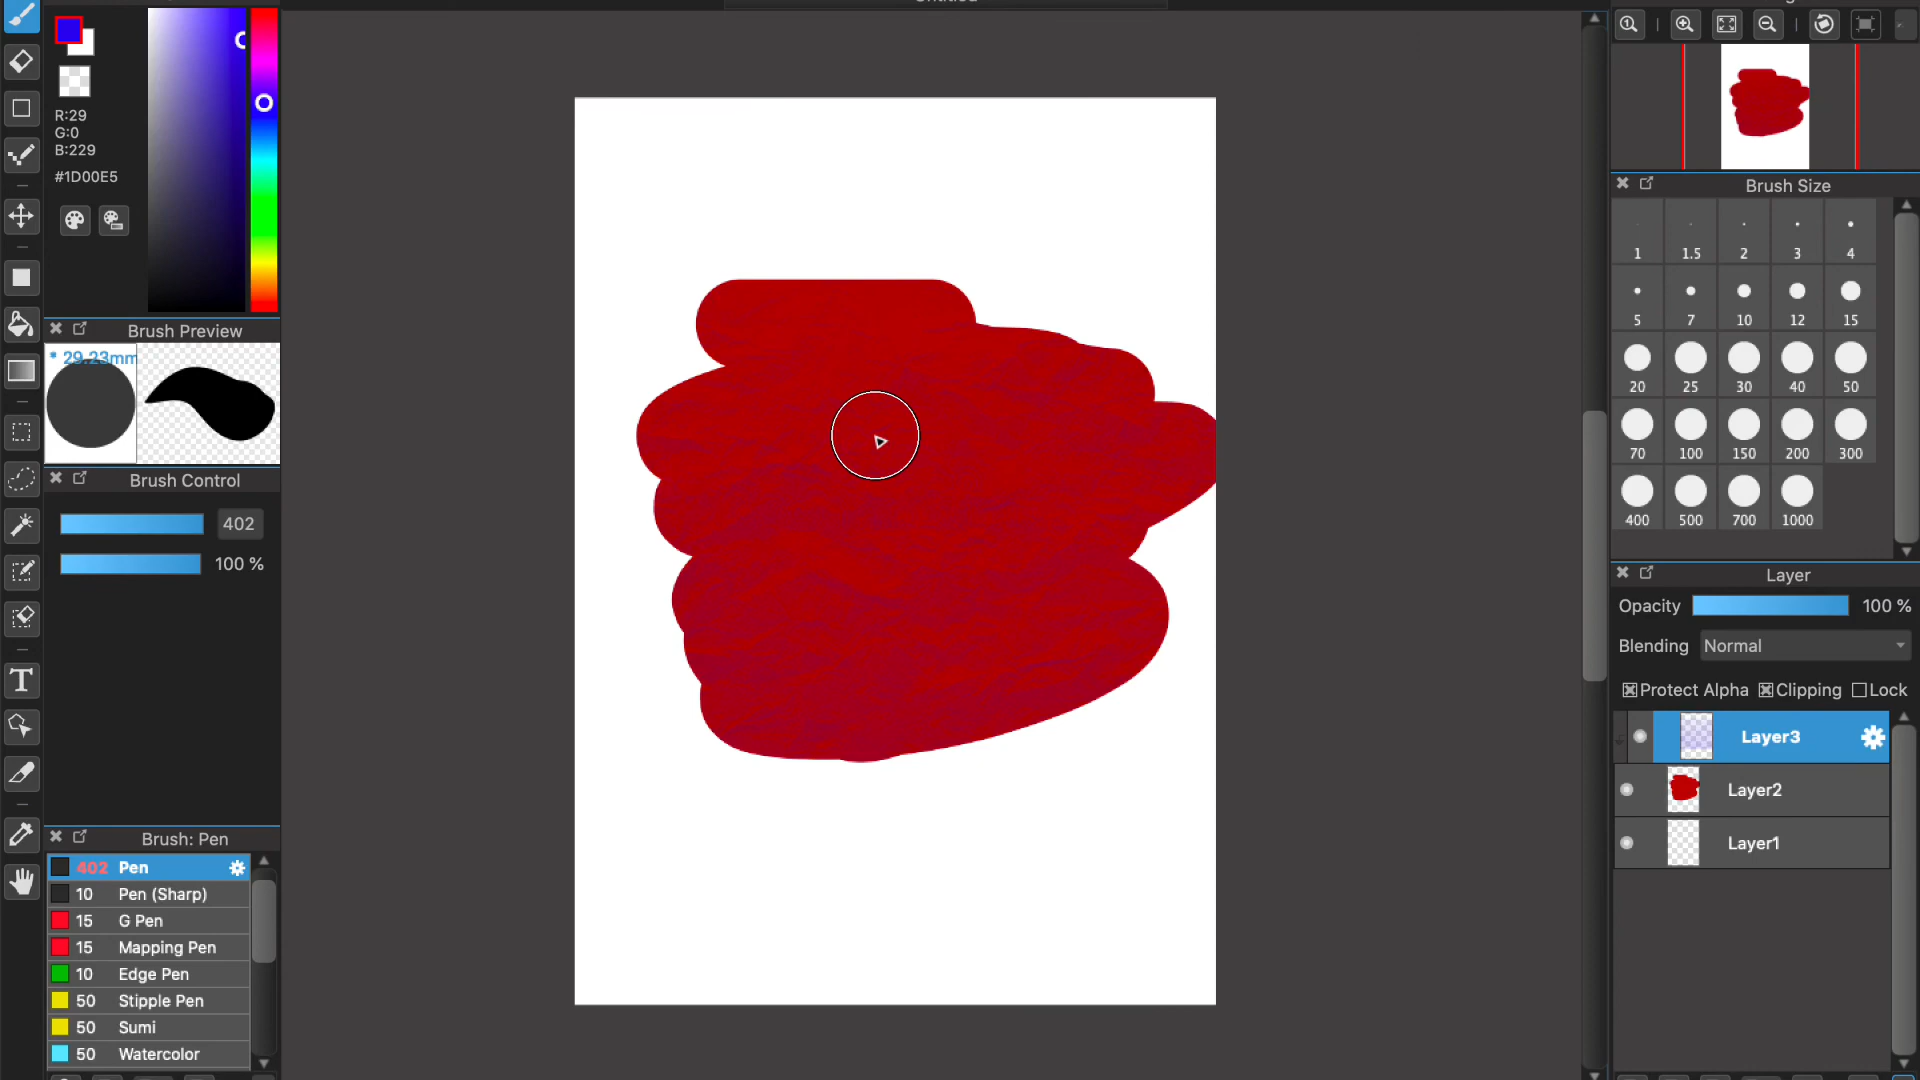 R:29
G:0
B:229
#1D00E5
Brush Preview
* 29.23mm
Brush Control
402
100 %
Brush: Pen
402 Pen
10 Pen (Sharp)
15 G Pen
15 Mapping Pen
10 Edge Pen
50 Stipple Pen
50 Sumi
50 Watercolor
T
Brush Size
1 1.5 2 3 4
5 7 10 12 15
20 25 30 40 50
70 100 150 200 300
400 500 700 1000
Layer
Opacity 100 %
Blending Normal
Protect Alpha Clipping Lock
Layer3
Layer2
Layer1